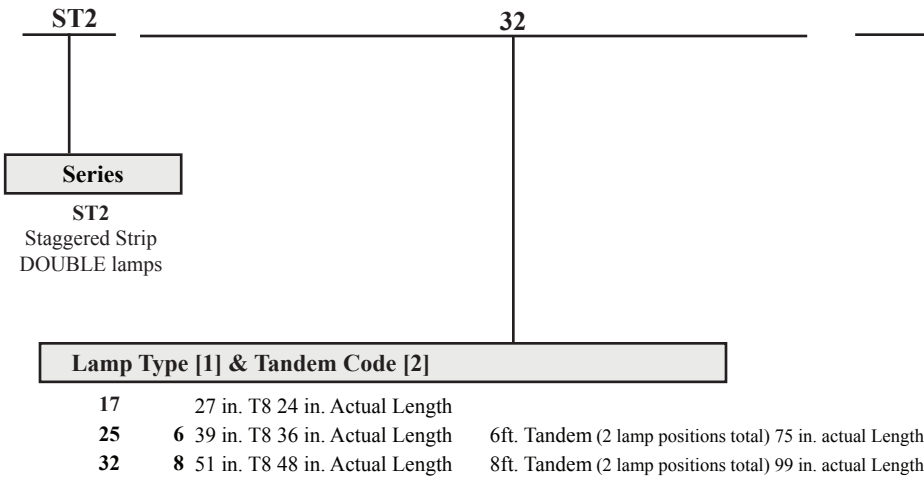 ST2 32
Series
ST2
Staggered Strip
DOUBLE lamps
Lamp Type [1] & Tandem Code [2]
17 27 in. T8 24 in. Actual Length
25 6 39 in. T8 36 in. Actual Length 6ft. Tandem (2 lamp positions total) 75 in. actual Length
32 8 51 in. T8 48 in. Actual Length 8ft. Tandem (2 lamp positions total) 99 in. actual Length